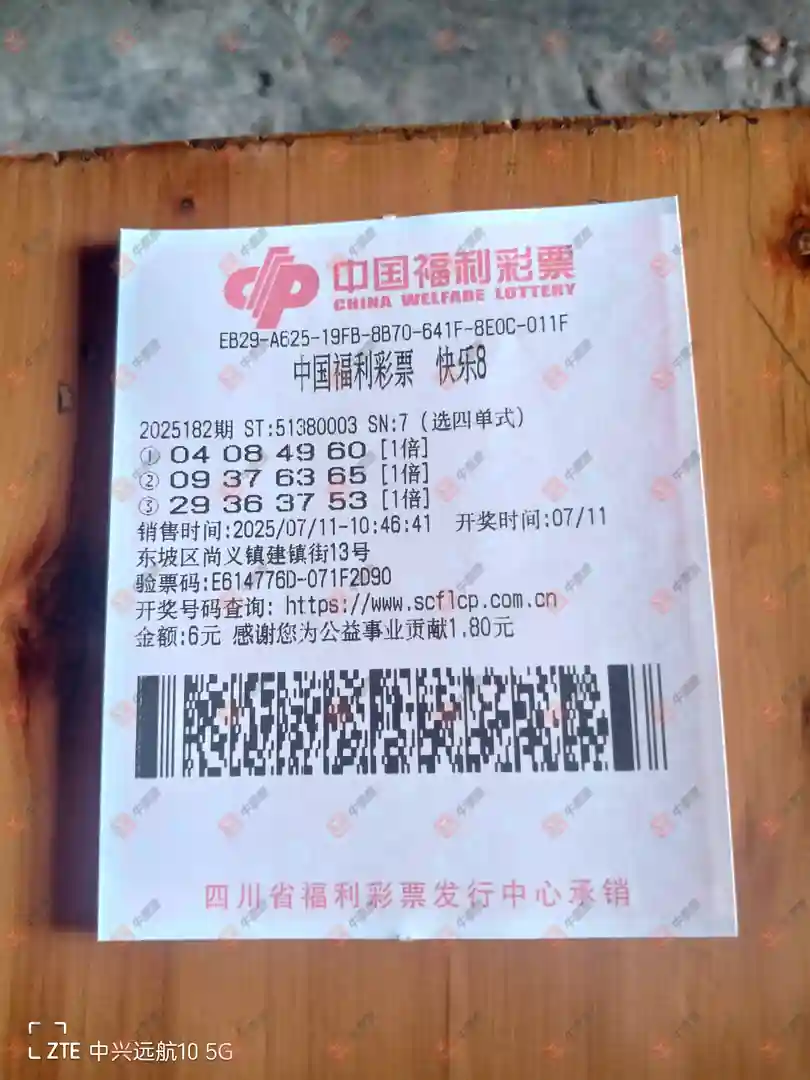 中国福利彩票
CHINA WELFARE LOTTERY
EB29-A625-19FB-8B70-641F-8E0C-011F
中国福利彩票 快乐8
2025182期 ST:51380003 SN:7 (选四单式)
① 04 08 49 60 [1倍]
② 09 37 63 65 [1倍]
③ 29 36 37 53 [1倍]
销售时间:2025/07/11-10:46:41 开奖时间:07/11
东坡区尚义镇建镇街13号
验票码:E614776D-071F2D90
开奖号码查询: https://www.scflcp.com.cn
金额:6元 感谢您为公益事业贡献1.80元
四川省福利彩票发行中心承销
ZTE 中兴远航10 5G